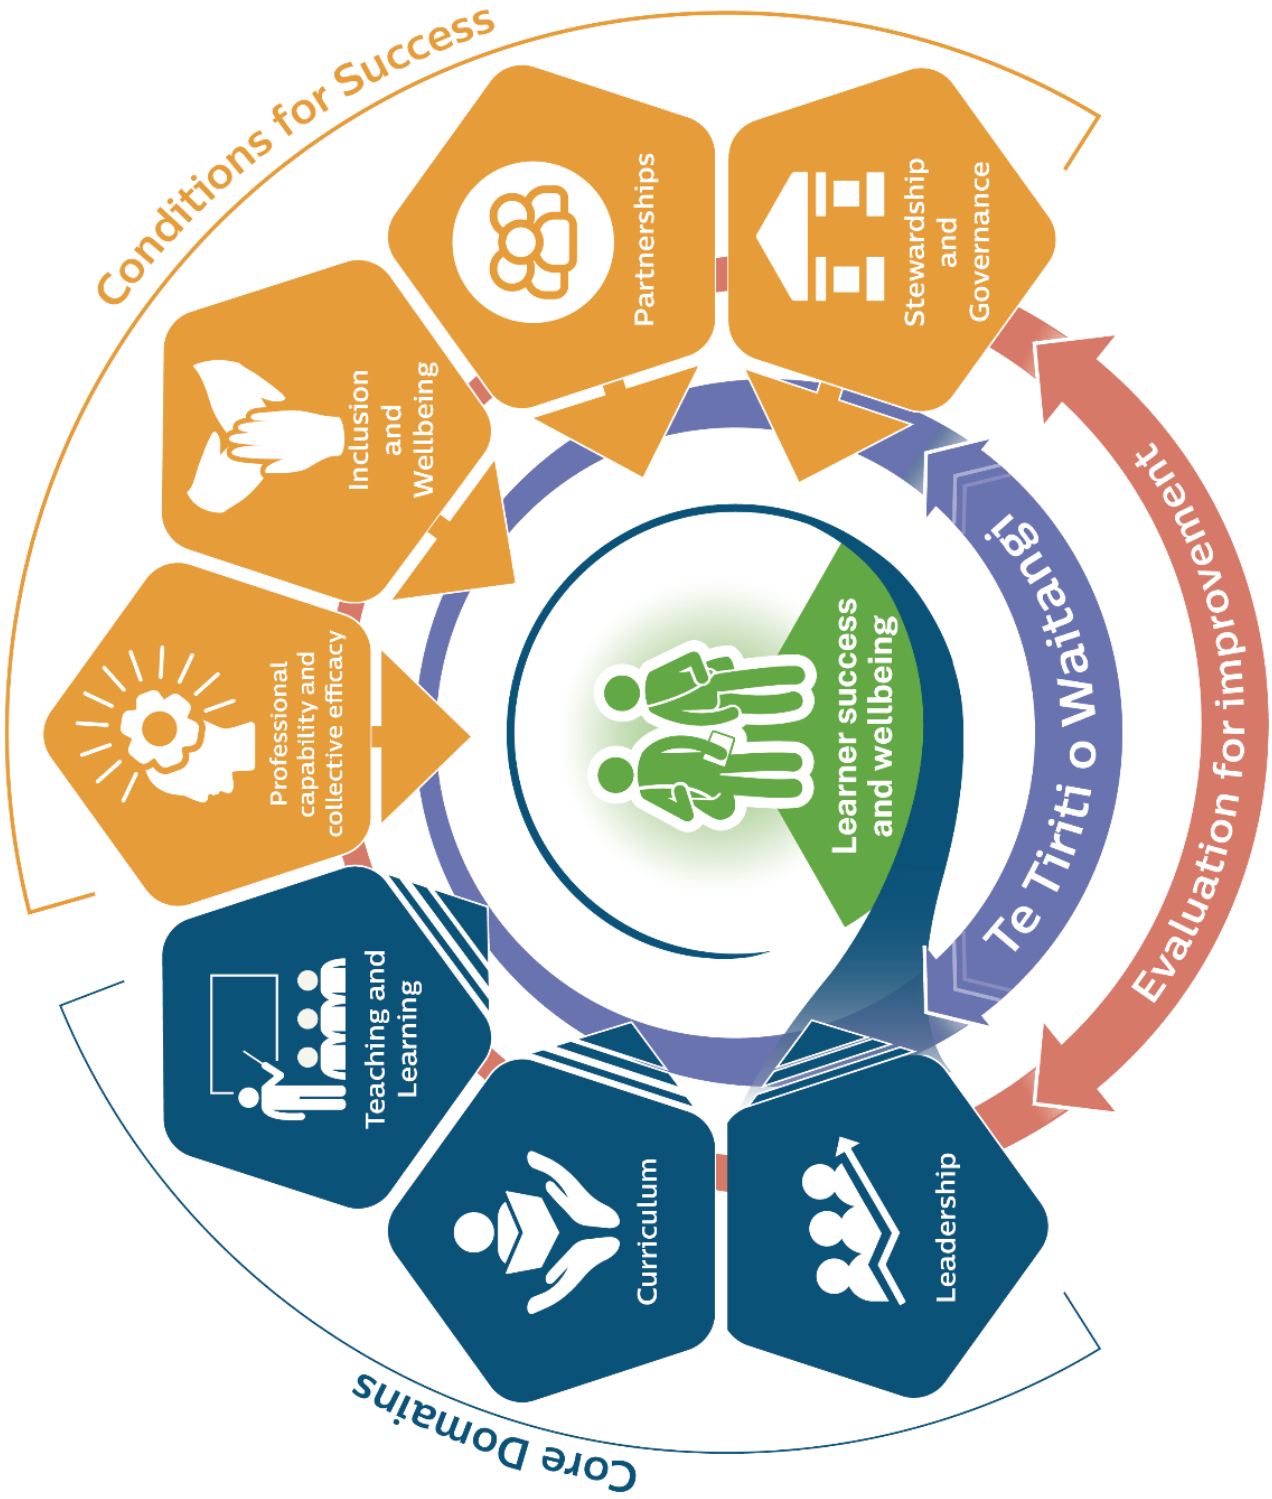 Core Domains
Conditions for Success
Leadership
Curriculum
Teaching and
Learning
Professional
capability and
collective efficacy
Inclusion
and
Wellbeing
Partnerships
Stewardship
and
Governance
Learner success
and wellbeing
Te Tiriti o Waitangi
Evaluation for improvement